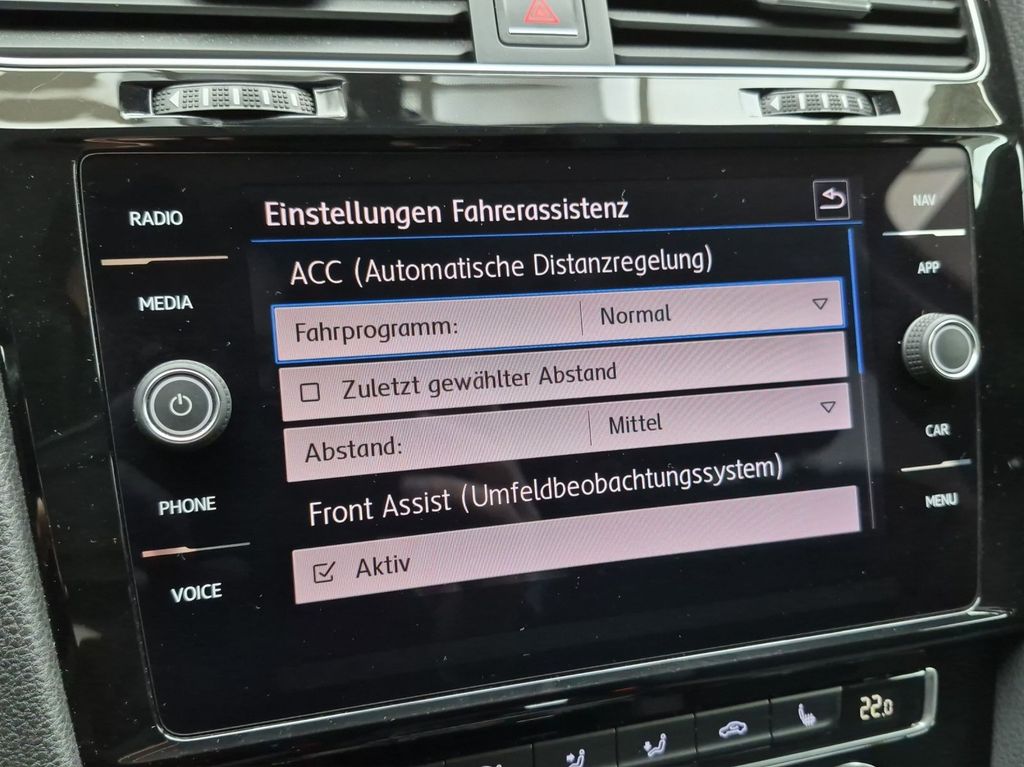 RADIO
MEDIA
PHONE
VOICE
Einstellungen Fahrerassistenz
ACC (Automatische Distanzregelung)
Fahrprogramm: Normal
Zuletzt gewählter Abstand
Abstand: Mittel
Front Assist (Umfeldbeobachtungssystem)
Aktiv
NAV
APP
CAR
MENU
22.0